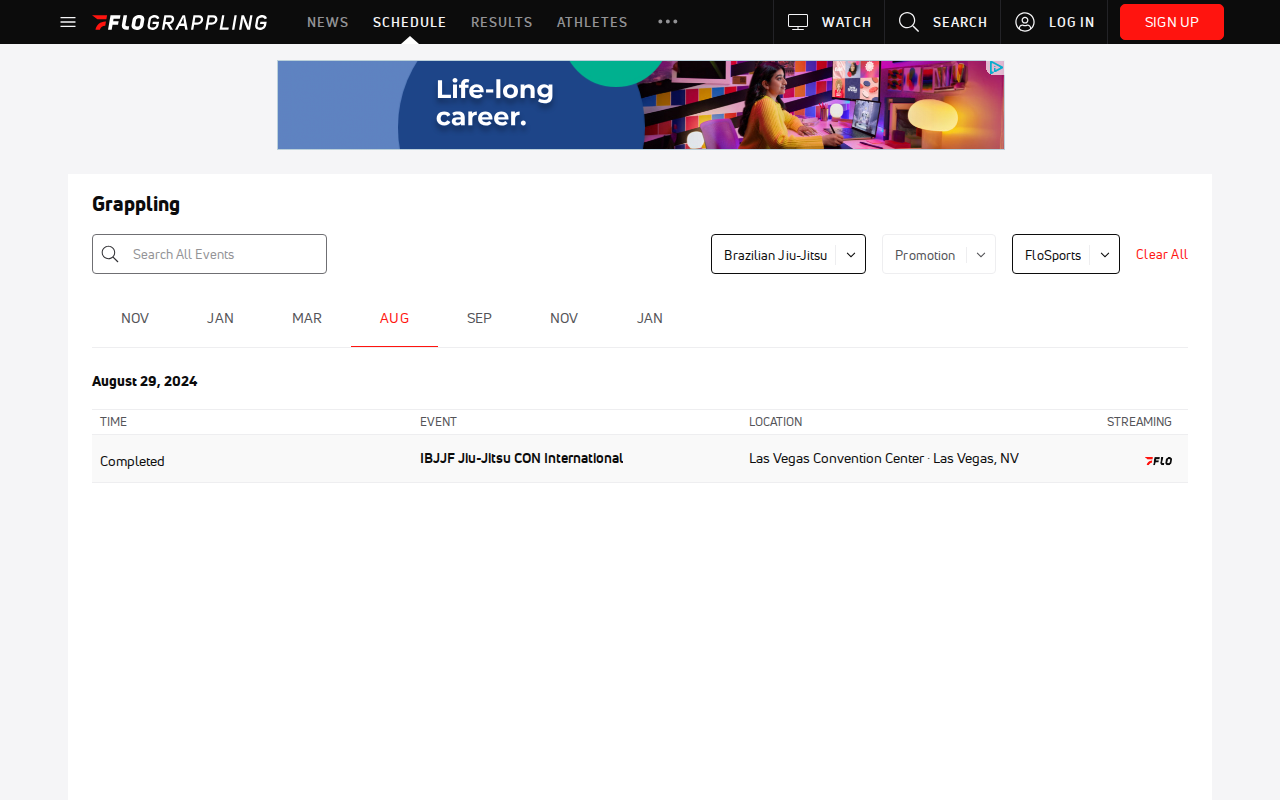 FLOGRAPPLING NEWS SCHEDULE RESULTS ATHLETES WATCH SEARCH LOG IN SIGN UP
Life-long
career.
Grappling
Search All Events Brazilian Jiu-Jitsu Promotion FloSports Clear All
NOV JAN MAR AUG SEP NOV JAN
August 29, 2024
TIME EVENT LOCATION STREAMING
Completed IBJJF Jiu-Jitsu CON International Las Vegas Convention Center · Las Vegas, NV FLO